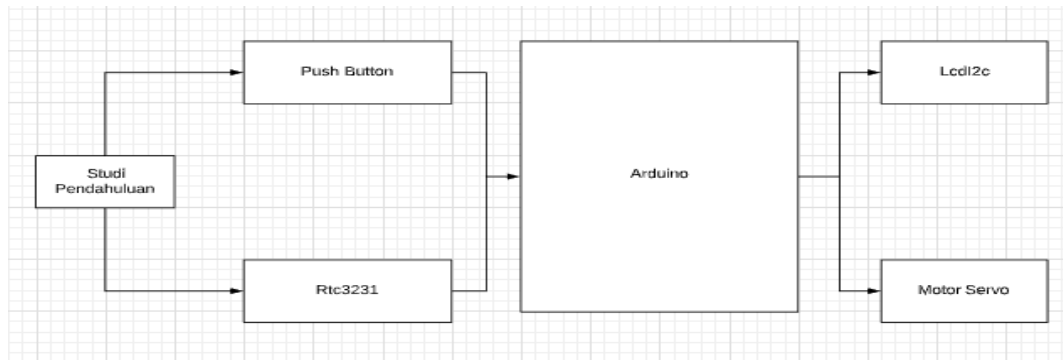 Push Button
LcdI2c
Studi
Pendahuluan
Arduino
Rtc3231
Motor Servo